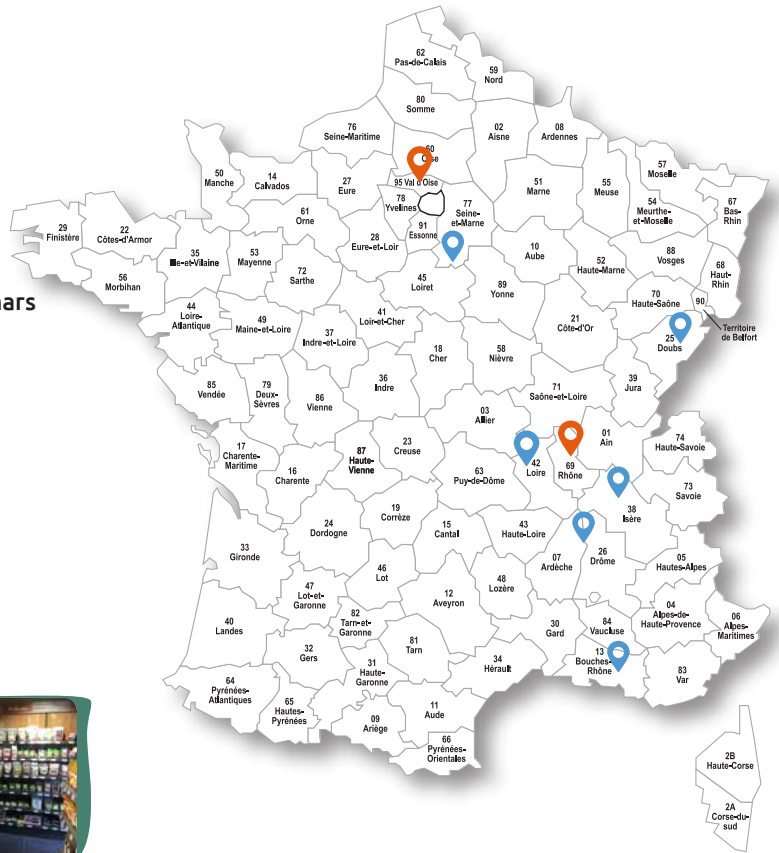 62
Pas-de-Calais
59
Nord
80
Somme
76
Seine-Maritime
02
Aisne
08
Ardennes
60
Oise
50
Manche
14
Calvados
27
Eure
95 Val d'Oise
78
Yvelines
77
Seine-
et-Marne
91
Essonne
51
Marne
55
Meuse
57
Moselle
54
Meurthe-
et-Moselle
67
Bas-
Rhin
61
Orne
28
Eure-et-Loir
29
Finistère
22
Côtes-d'Armor
56
Morbihan
35
Ille-et-Vilaine
53
Mayenne
72
Sarthe
45
Loiret
10
Aube
52
Haute-Marne
88
Vosges
68
Haut-
Rhin
89
Yonne
70
Haute-Saône
90
Territoire
de Belfort
ars
44
Loire-
Atlantique
49
Maine-et-Loire
37
Indre-et-Loire
41
Loir-et-Cher
18
Cher
58
Nièvre
21
Côte-d'Or
25
Doubs
39
Jura
85
Vendée
79
Deux-
Sèvres
86
Vienne
36
Indre
03
Allier
71
Saône-et-Loire
01
Ain
74
Haute-Savoie
17
Charente-
Maritime
16
Charente
87
Haute-
Vienne
23
Creuse
63
Puy-de-Dôme
42
Loire
69
Rhône
38
Isère
73
Savoie
33
Gironde
24
Dordogne
19
Corrèze
15
Cantal
43
Haute-Loire
07
Ardèche
26
Drôme
05
Hautes-Alpes
46
Lot
47
Lot-et-
Garonne
82
Tarn-et-
Garonne
12
Aveyron
48
Lozère
30
Gard
84
Vaucluse
04
Alpes-de-
Haute-Provence
06
Alpes-
Maritimes
40
Landes
32
Gers
31
Haute-
Garonne
81
Tarn
34
Hérault
13
Bouches-
Rhône
83
Var
64
Pyrénées-
Atlantiques
65
Hautes-
Pyrénées
09
Ariège
11
Aude
66
Pyrénées-
Orientales
2B
Haute-Corse
2A
Corse-du-
sud